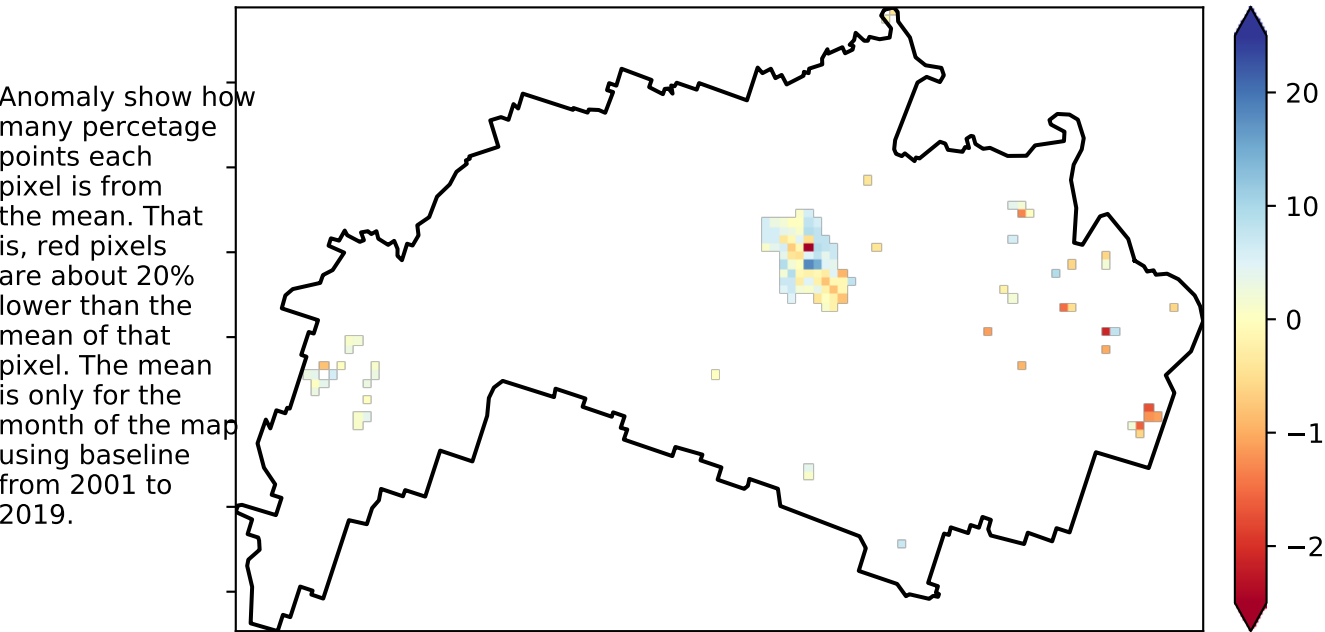 Anomaly show how
many percetage
points each
pixel is from
the mean. That
is, red pixels
are about 20%
lower than the
mean of that
pixel. The mean
is only for the
month of the map
using baseline
from 2001 to
2019.
20
10
0
−1
−2